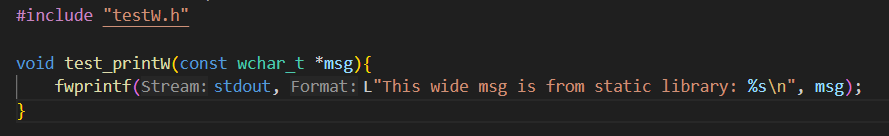 #include "testW.h"
void test_printW(const wchar_t *msg){
fwprintf(Stream: stdout, Format: L"This wide msg is from static library: %s\n", msg);
}